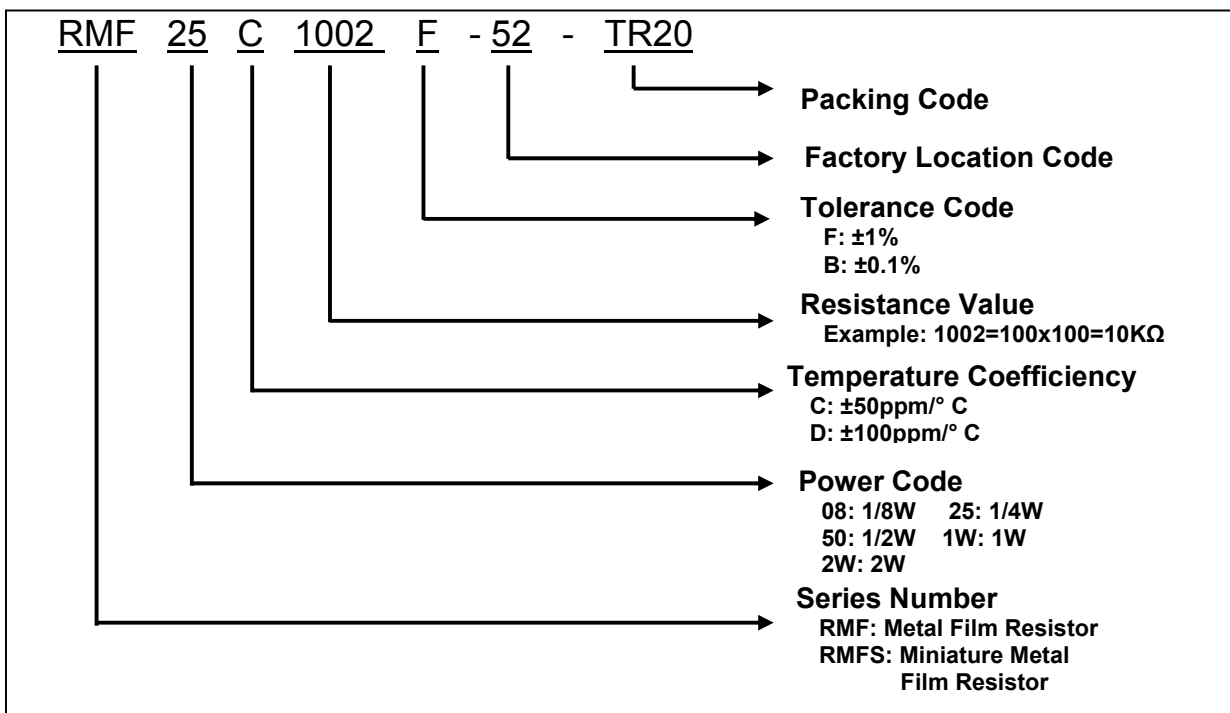 RMF 25 C 1002 F - 52 - TR20
Packing Code
Factory Location Code
Tolerance Code
F: ±1%
B: ±0.1%
Resistance Value
Example: 1002=100x100=10KΩ
Temperature Coefficiency
C: ±50ppm/° C
D: ±100ppm/° C
Power Code
08: 1/8W 25: 1/4W
50: 1/2W 1W: 1W
2W: 2W
Series Number
RMF: Metal Film Resistor
RMFS: Miniature Metal
Film Resistor